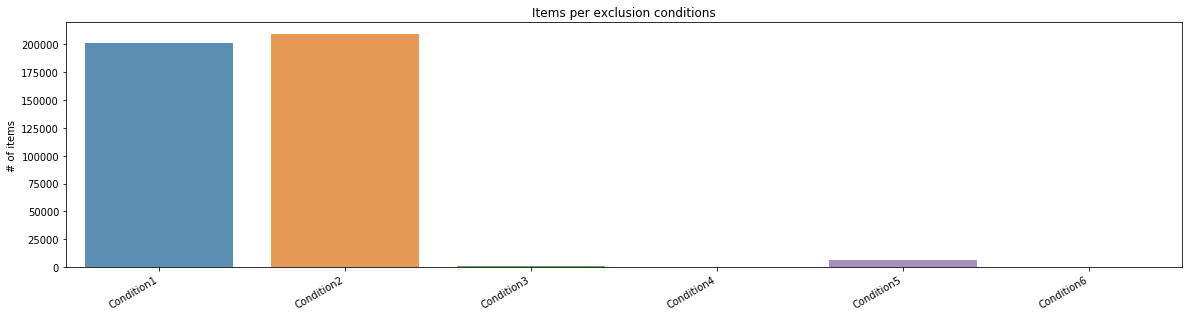 Items per exclusion conditions
# of items
200000
175000
150000
125000
100000
75000
50000
25000
0
Condition1
Condition2
Condition3
Condition4
Condition5
Condition6